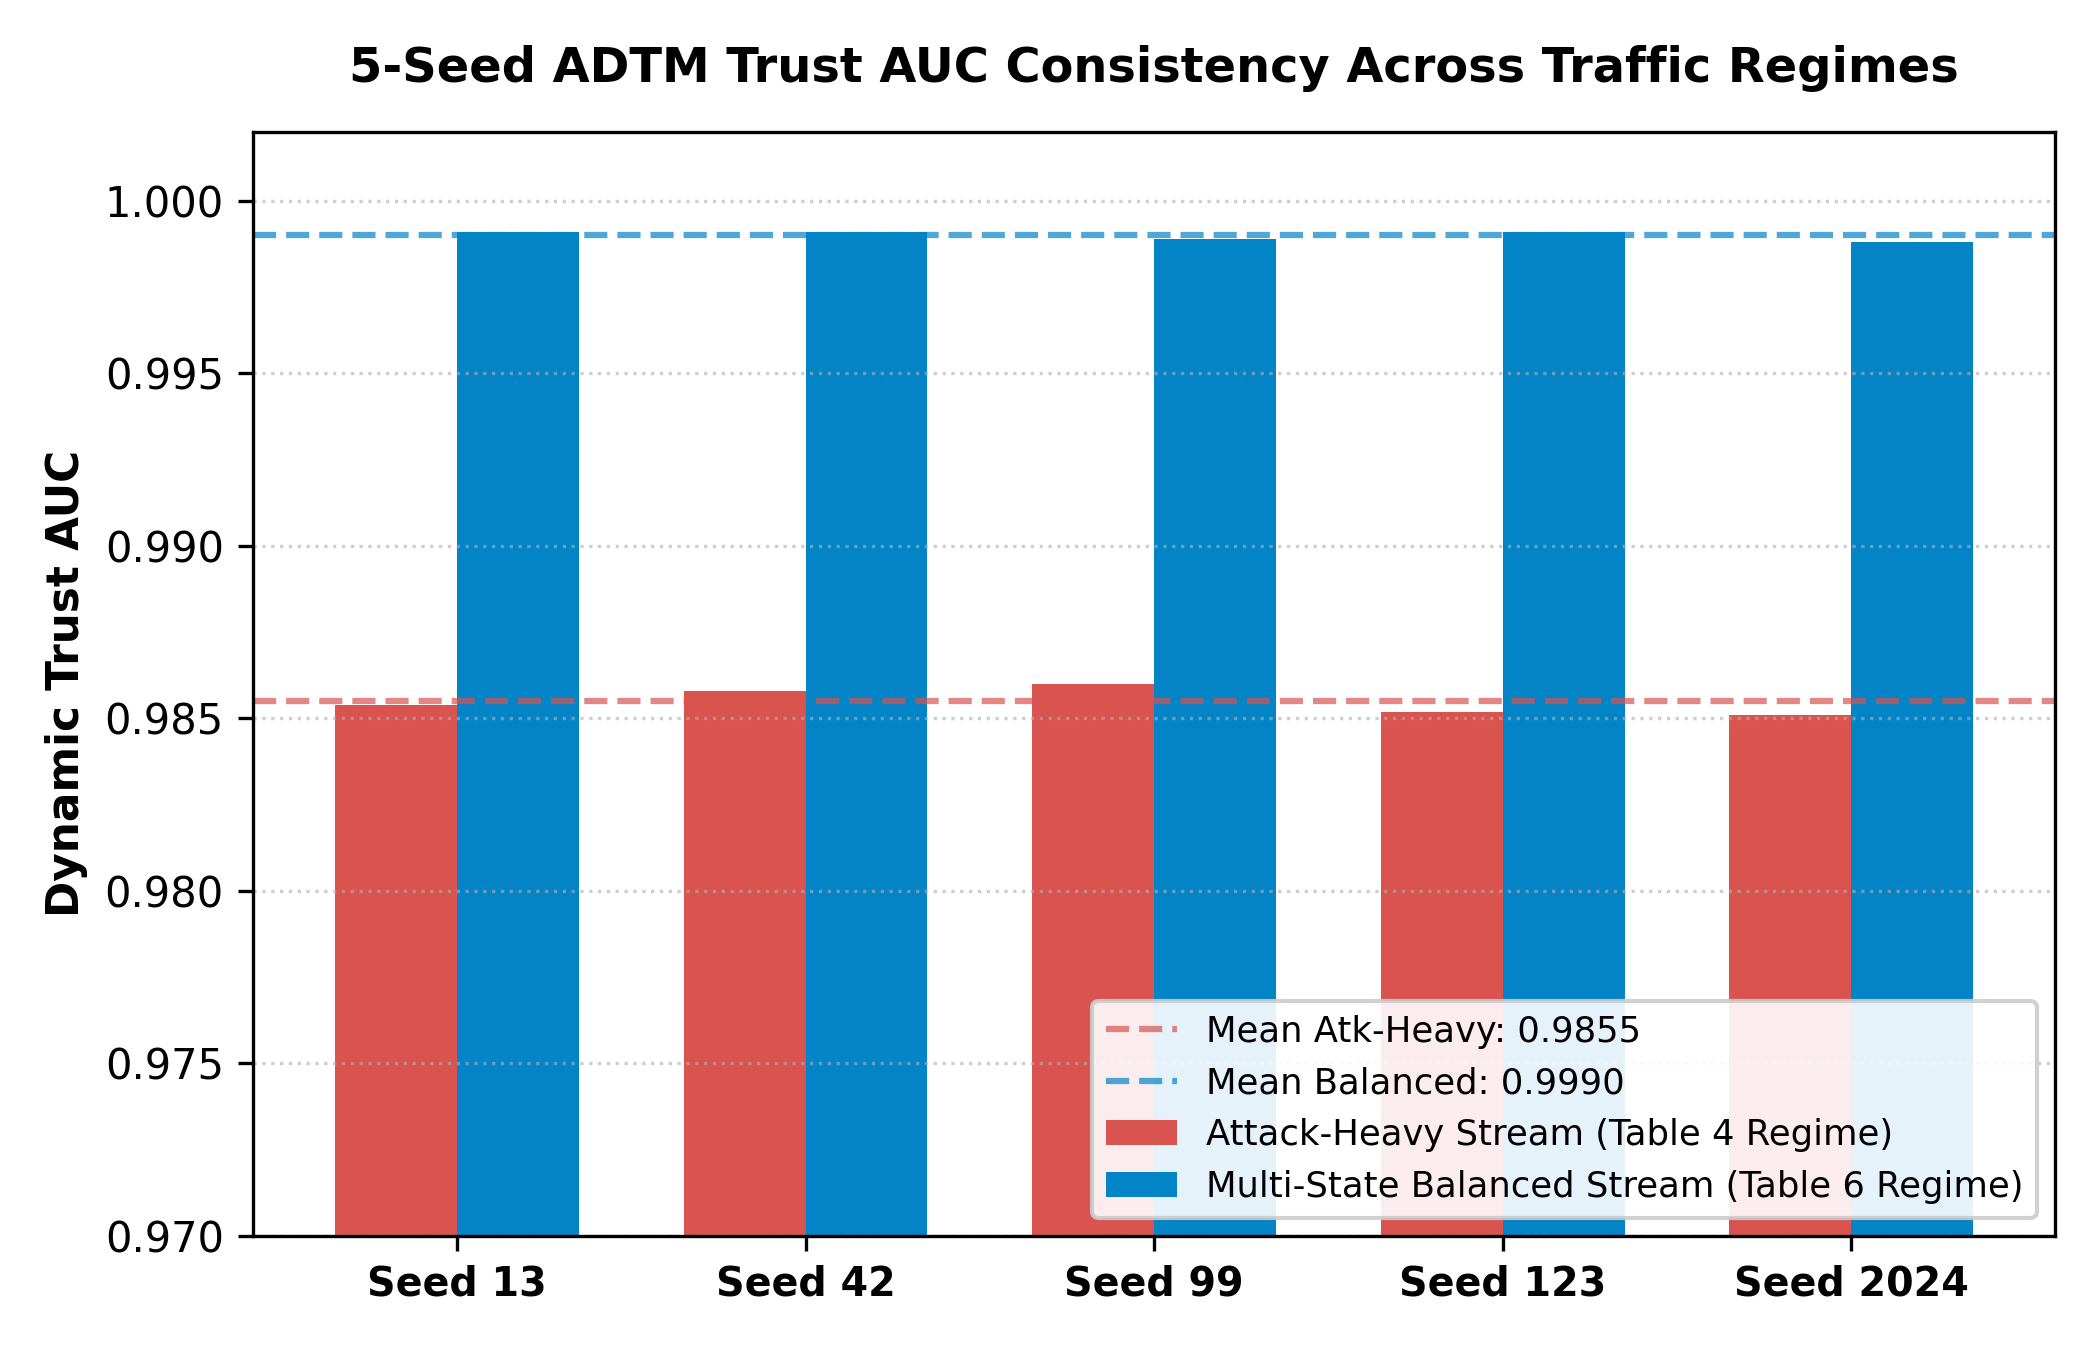 5-Seed ADTM Trust AUC Consistency Across Traffic Regimes
Dynamic Trust AUC
1.000
0.995
0.990
0.985
0.980
0.975
0.970
Mean Atk-Heavy: 0.9855
Mean Balanced: 0.9990
Attack-Heavy Stream (Table 4 Regime)
Multi-State Balanced Stream (Table 6 Regime)
Seed 13
Seed 42
Seed 99
Seed 123
Seed 2024